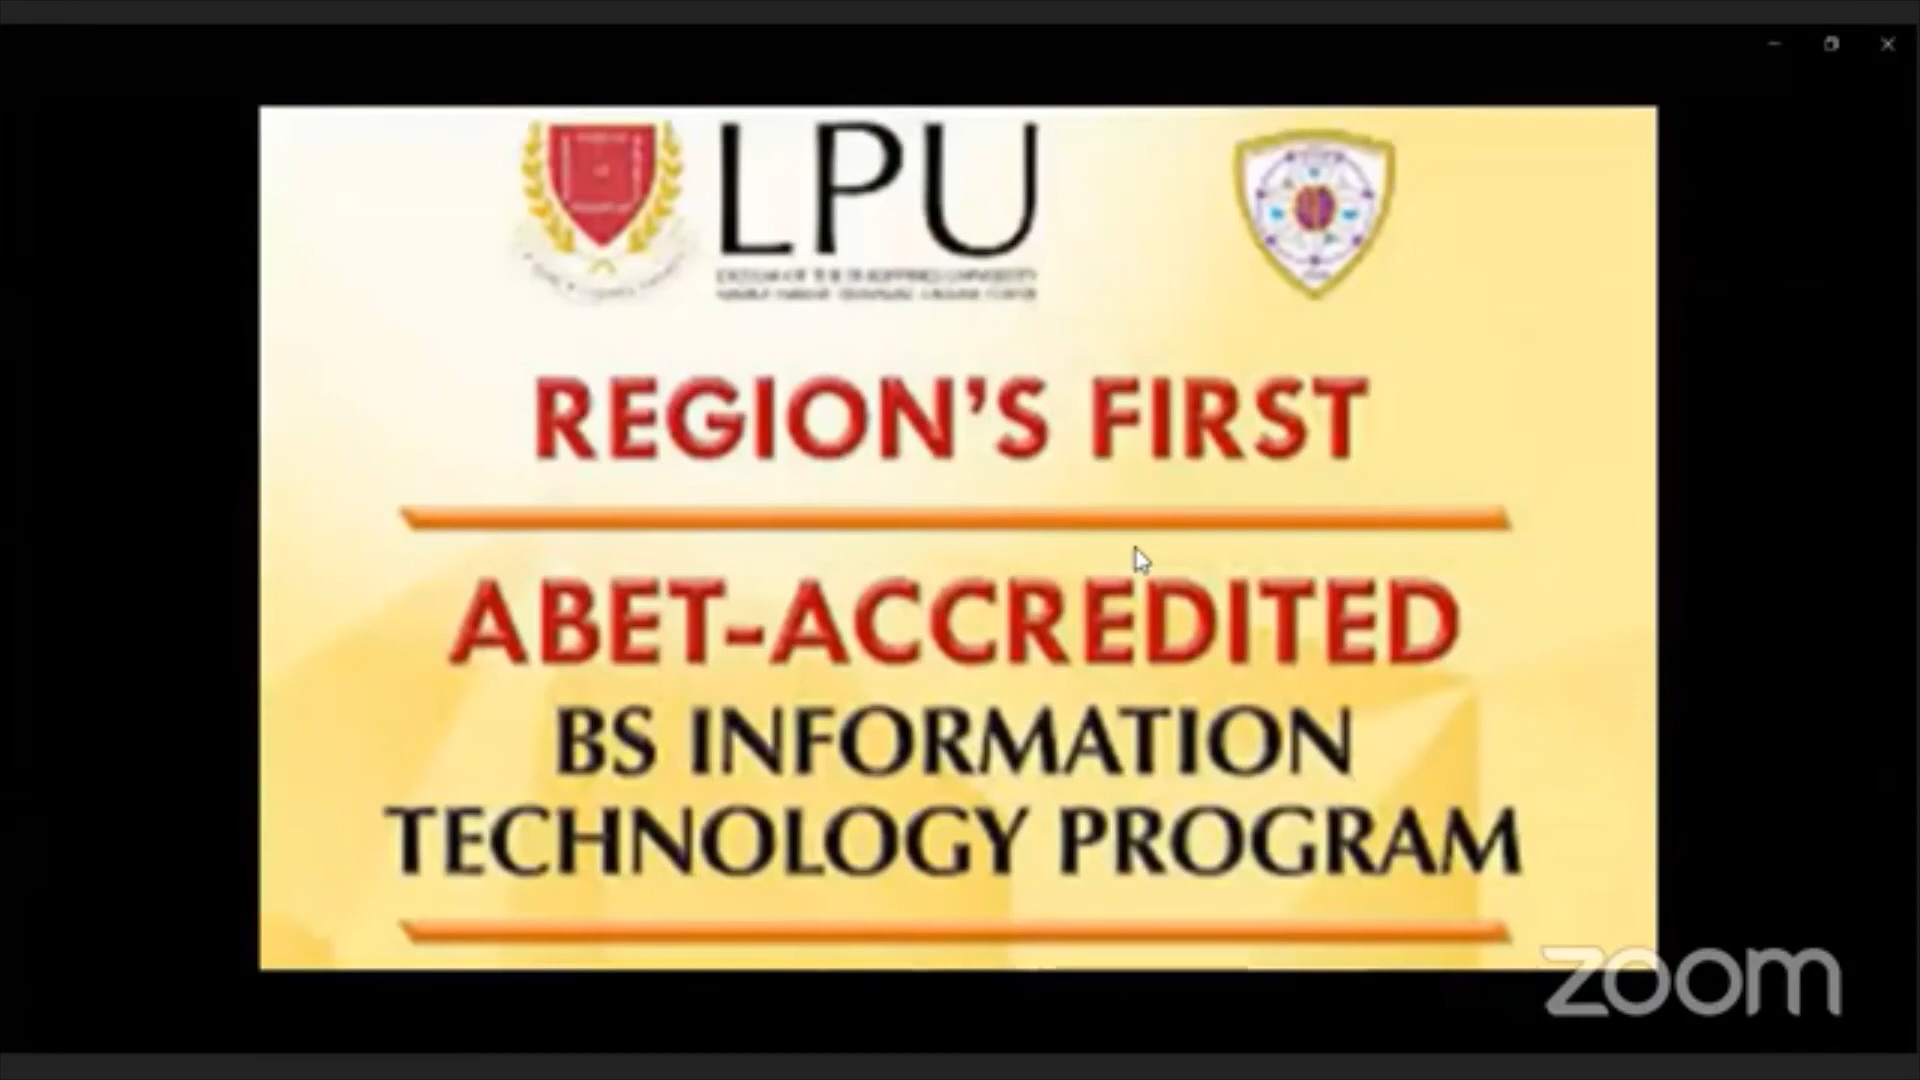 LPU
REGION'S FIRST
ABET-ACCREDITED
BS INFORMATION
TECHNOLOGY PROGRAM
zoom